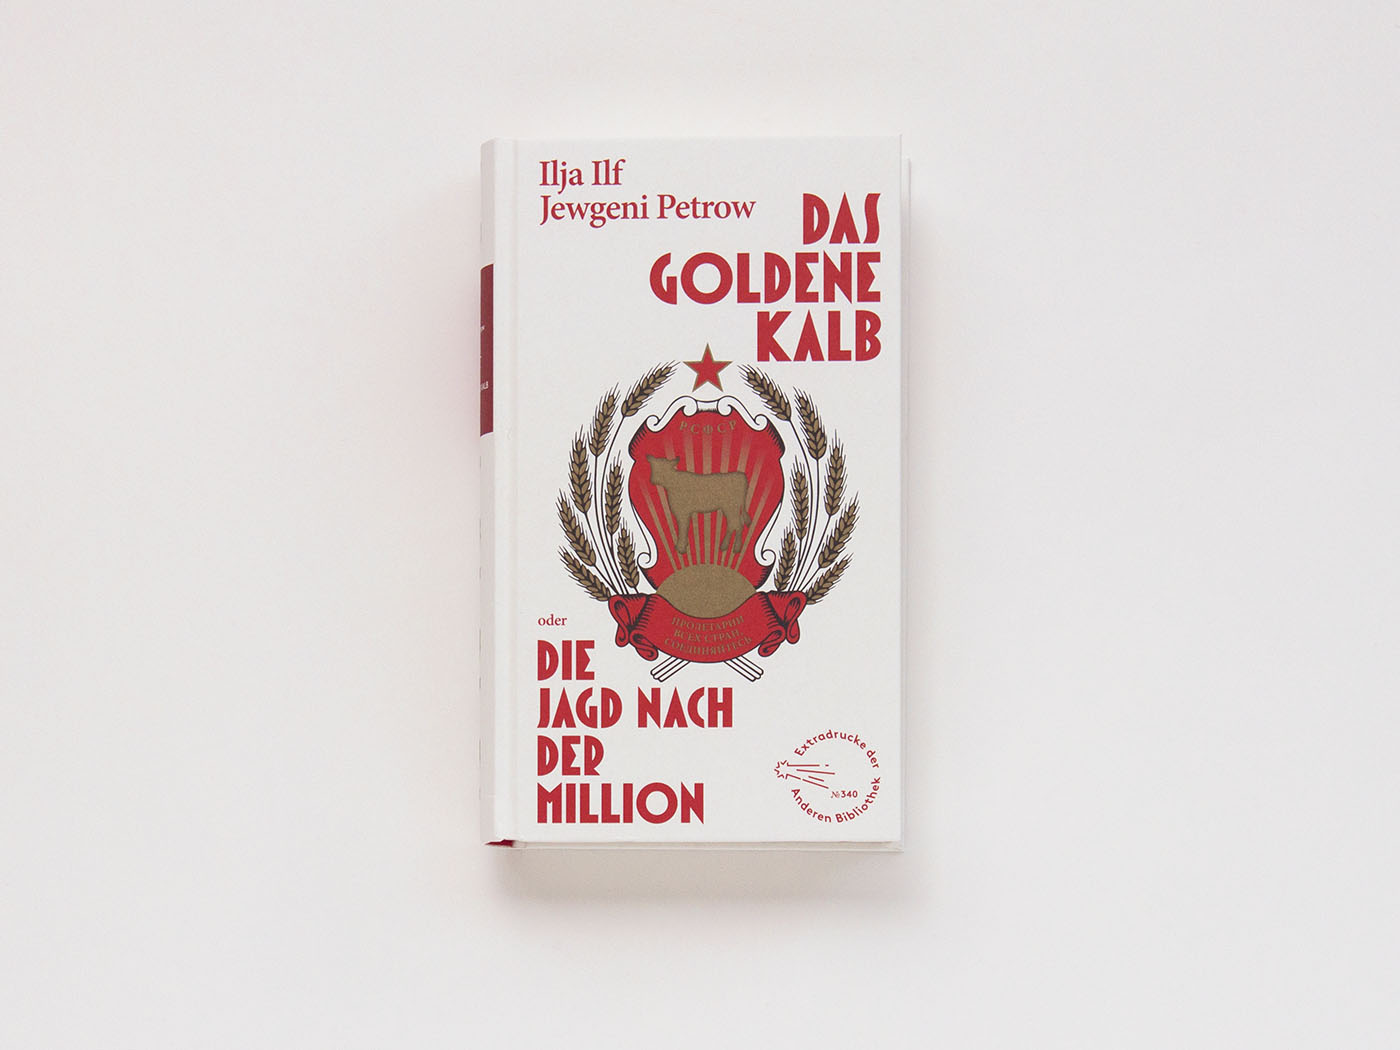 Ilja Ilf
Jewgeni Petrow
DAS
GOLDENE
KALB
РСФСР
ПРОЛЕТАРИИ
ВСЕХ СТРАН,
СОЕДИНЯЙТЕСЬ
oder
DIE
JAGD NACH
DER
MILLION
Extradrucke der
Anderen Bibliothek
№340